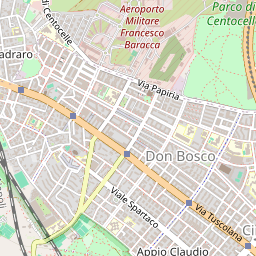 Aeroporto
Militare
Francesco
Baracca
Parco di
Centocelle
di Centocelle
adraro
Via Papiria
Don Bosco
Viale Spartaco
Via Tuscolana
Ci
Appio Claudio